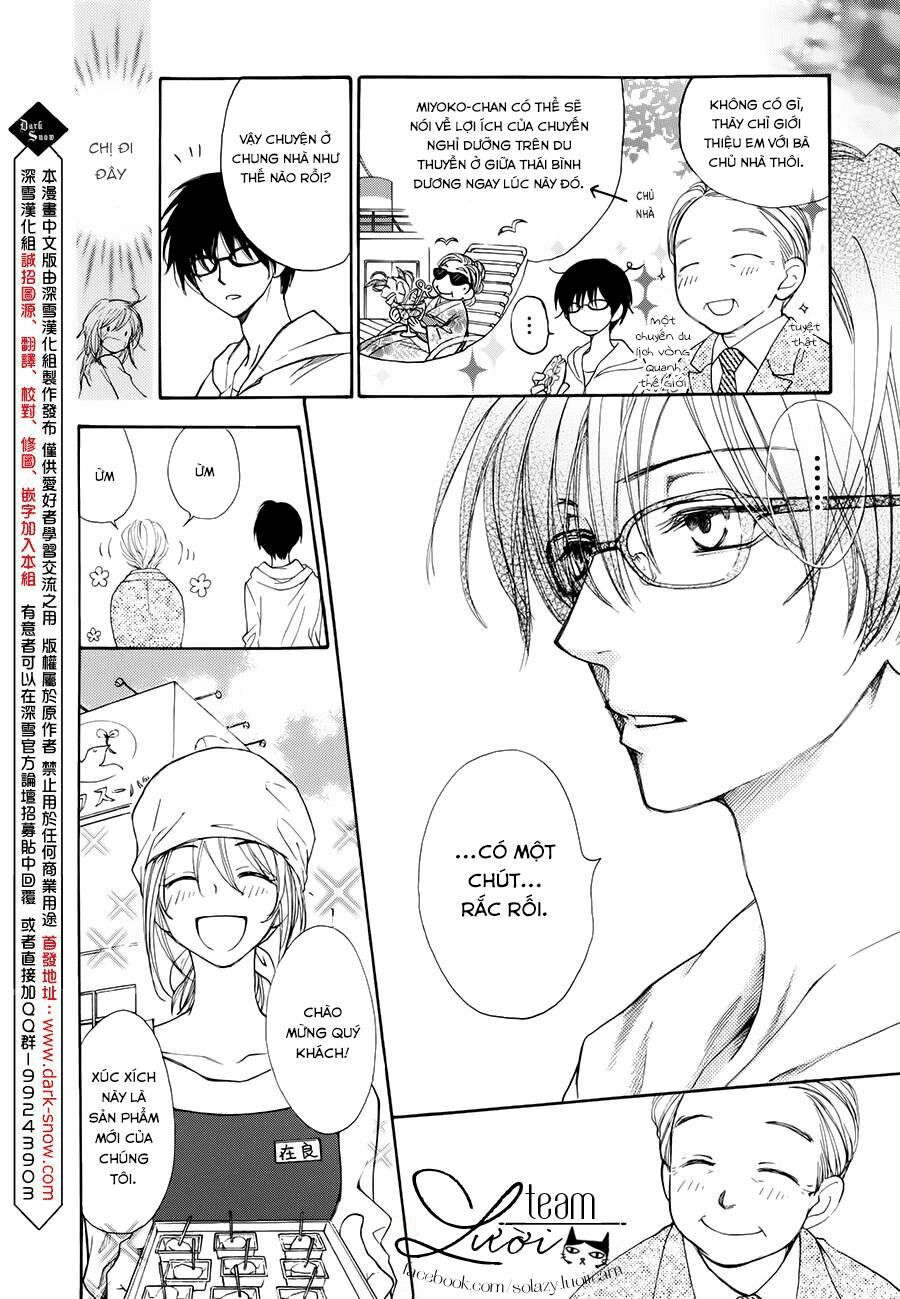 KHÔNG CÓ GÌ,
THẦY CHỈ GIỚI
THIỆU EM VỚI BÀ
CHỦ NHÀ THÔI.
tuyệt
thật
MIYOKO-CHAN CÓ THỂ SẼ
NÓI VỀ LỢI ÍCH CỦA CHUYẾN
NGHỈ DƯỠNG TRÊN DU
THUYỀN Ở GIỮA THÁI BÌNH
DƯƠNG NGAY LÚC NÀY ĐÓ.
CHỦ
NHÀ
một
chuyến du
lịch vòng
quanh
thế giới
...
VẬY CHUYỆN Ở
CHUNG NHÀ NHƯ
THẾ NÀO RỒI?
CHỊ ĐI
ĐÂY
......
...CÓ MỘT
CHÚT...
RẮC RỐI.
ỪM
ỪM
CHÀO
MỪNG QUÝ
KHÁCH!
XÚC XÍCH
NÀY LÀ
SẢN PHẨM
MỚI CỦA
CHÚNG
TÔI.
在良
team
Lười
facebook.com/solazy.luoiteam
Dark
Snow
本漫畫中文版由深雪漢化組製作發布 僅供愛好者學習交流之用 版權屬於原作者 禁止用於任何商業用途 首發地址：www.dark-snow.com
深雪漢化組誠招圖源、翻譯、校對、修圖、嵌字加入本組 有意者可以在深雪官方論壇招募貼中回覆 或者直接加QQ群-99243903